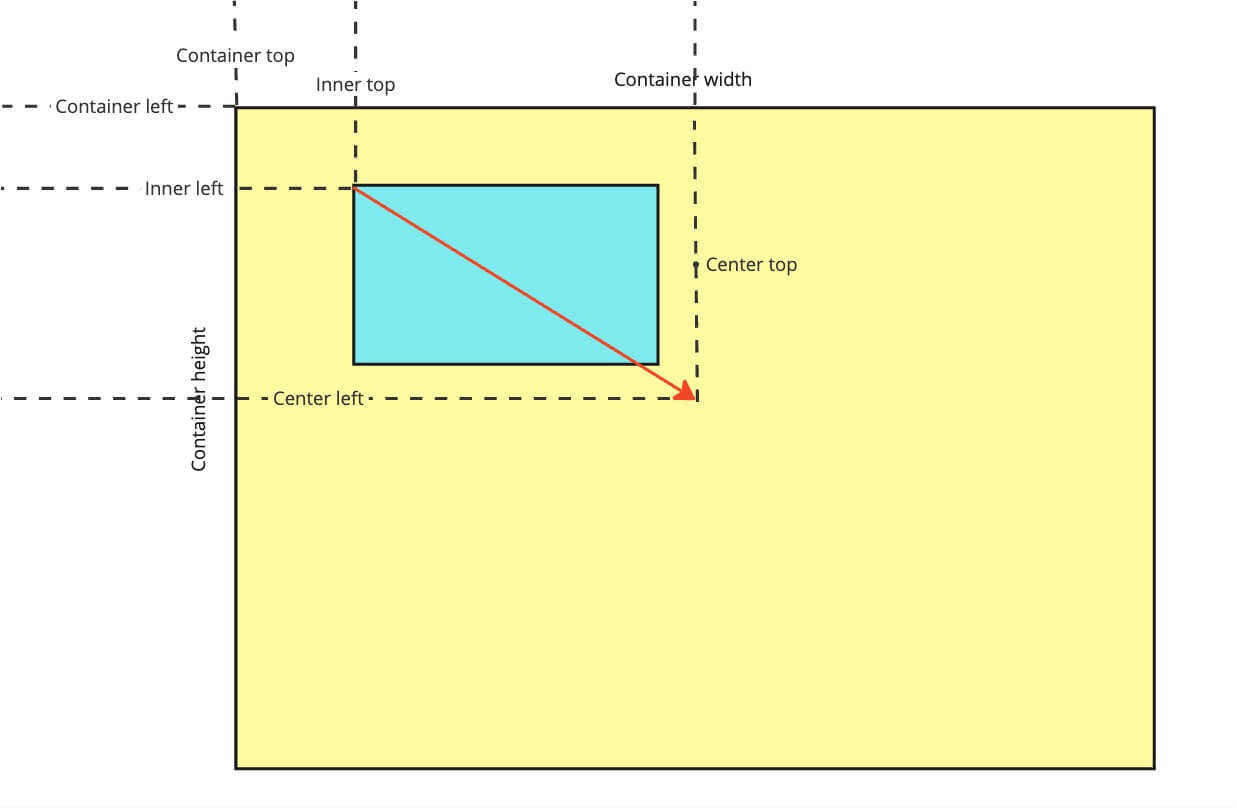 Container top
Inner top
Container width
Container left
Inner left
Center top
Container height
Center left